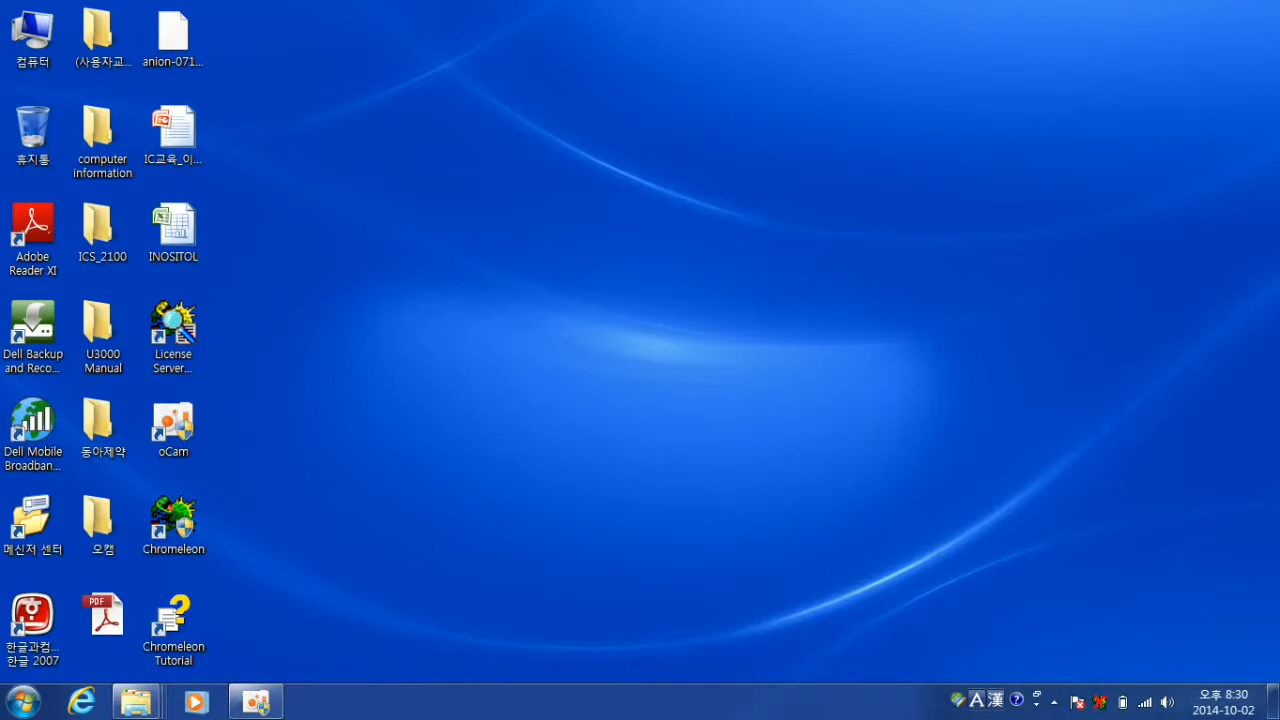 컴퓨터
(사용자교...
anion-071...
휴지통
computer
information
IC교육_이...
Adobe
Reader XI
ICS_2100
INOSITOL
Dell Backup
and Reco...
U3000
Manual
License
Server...
Dell Mobile
Broadban...
동아제약
oCam
메신저 센터
오캠
Chromeleon
한글과컴...
한글 2007
PDF
Chromeleon
Tutorial
A 漢
오후 8:30
2014-10-02